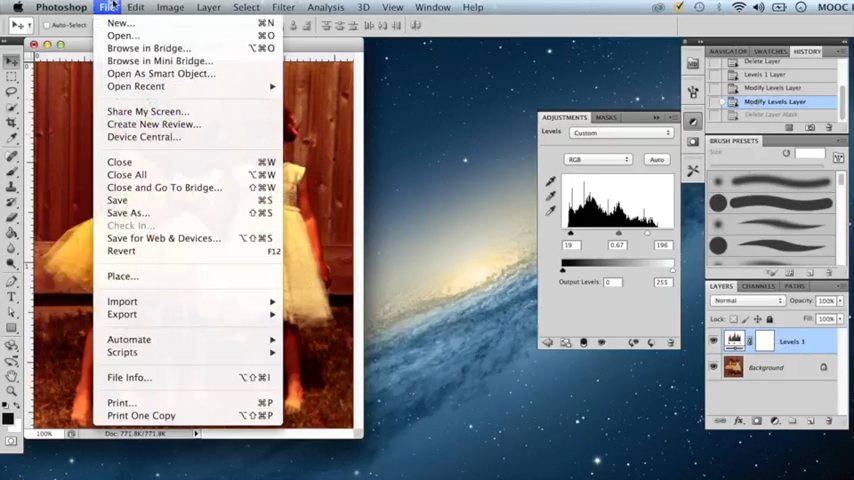 Photoshop File Edit Image Layer Select Filter Analysis 3D View Window Help MOOC
Auto-Select:
New... ⌘N
Open... ⌘O
Browse in Bridge... ⌥⌘O
Browse in Mini Bridge...
Open As Smart Object...
Open Recent
Share My Screen...
Create New Review...
Device Central...
Close ⌘W
Close All ⌥⌘W
Close and Go To Bridge... ⇧⌘W
Save ⌘S
Save As... ⇧⌘S
Check In...
Save for Web & Devices... ⌥⇧⌘S
Revert F12
Place...
Import
Export
Automate
Scripts
File Info... ⌥⇧⌘I
Print... ⌘P
Print One Copy ⌥⇧⌘P
100% Doc: 771.8K/771.8K
ADJUSTMENTS MASKS
Levels Custom
RGB Auto
19 0.67 196
Output Levels: 0 255
NAVIGATOR SWATCHES HISTORY
Delete Layer
Levels 1 Layer
Modify Levels Layer
Modify Levels Layer
Delete Layer Mask
BRUSH PRESETS
Size:
LAYERS CHANNELS PATHS
Normal Opacity: 100%
Lock: Fill: 100%
Levels 1
Background